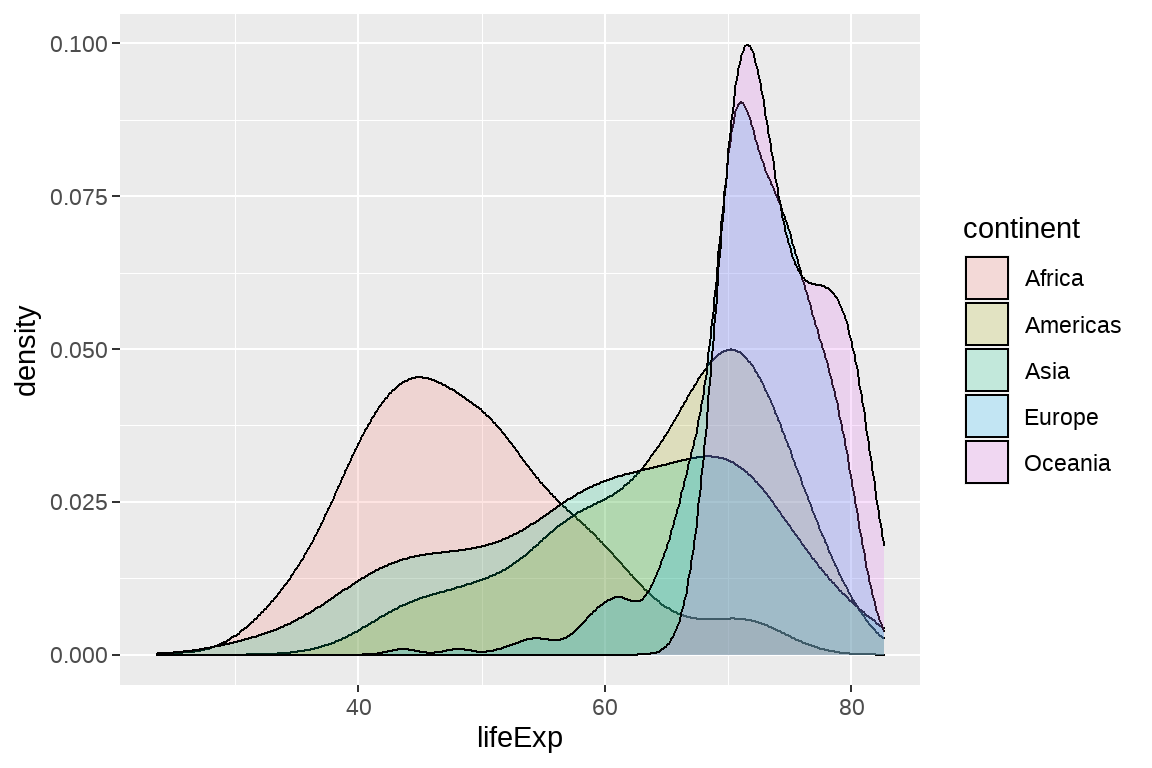 0.100
0.075
0.050
0.025
0.000
density
40
60
80
lifeExp
continent
Africa
Americas
Asia
Europe
Oceania